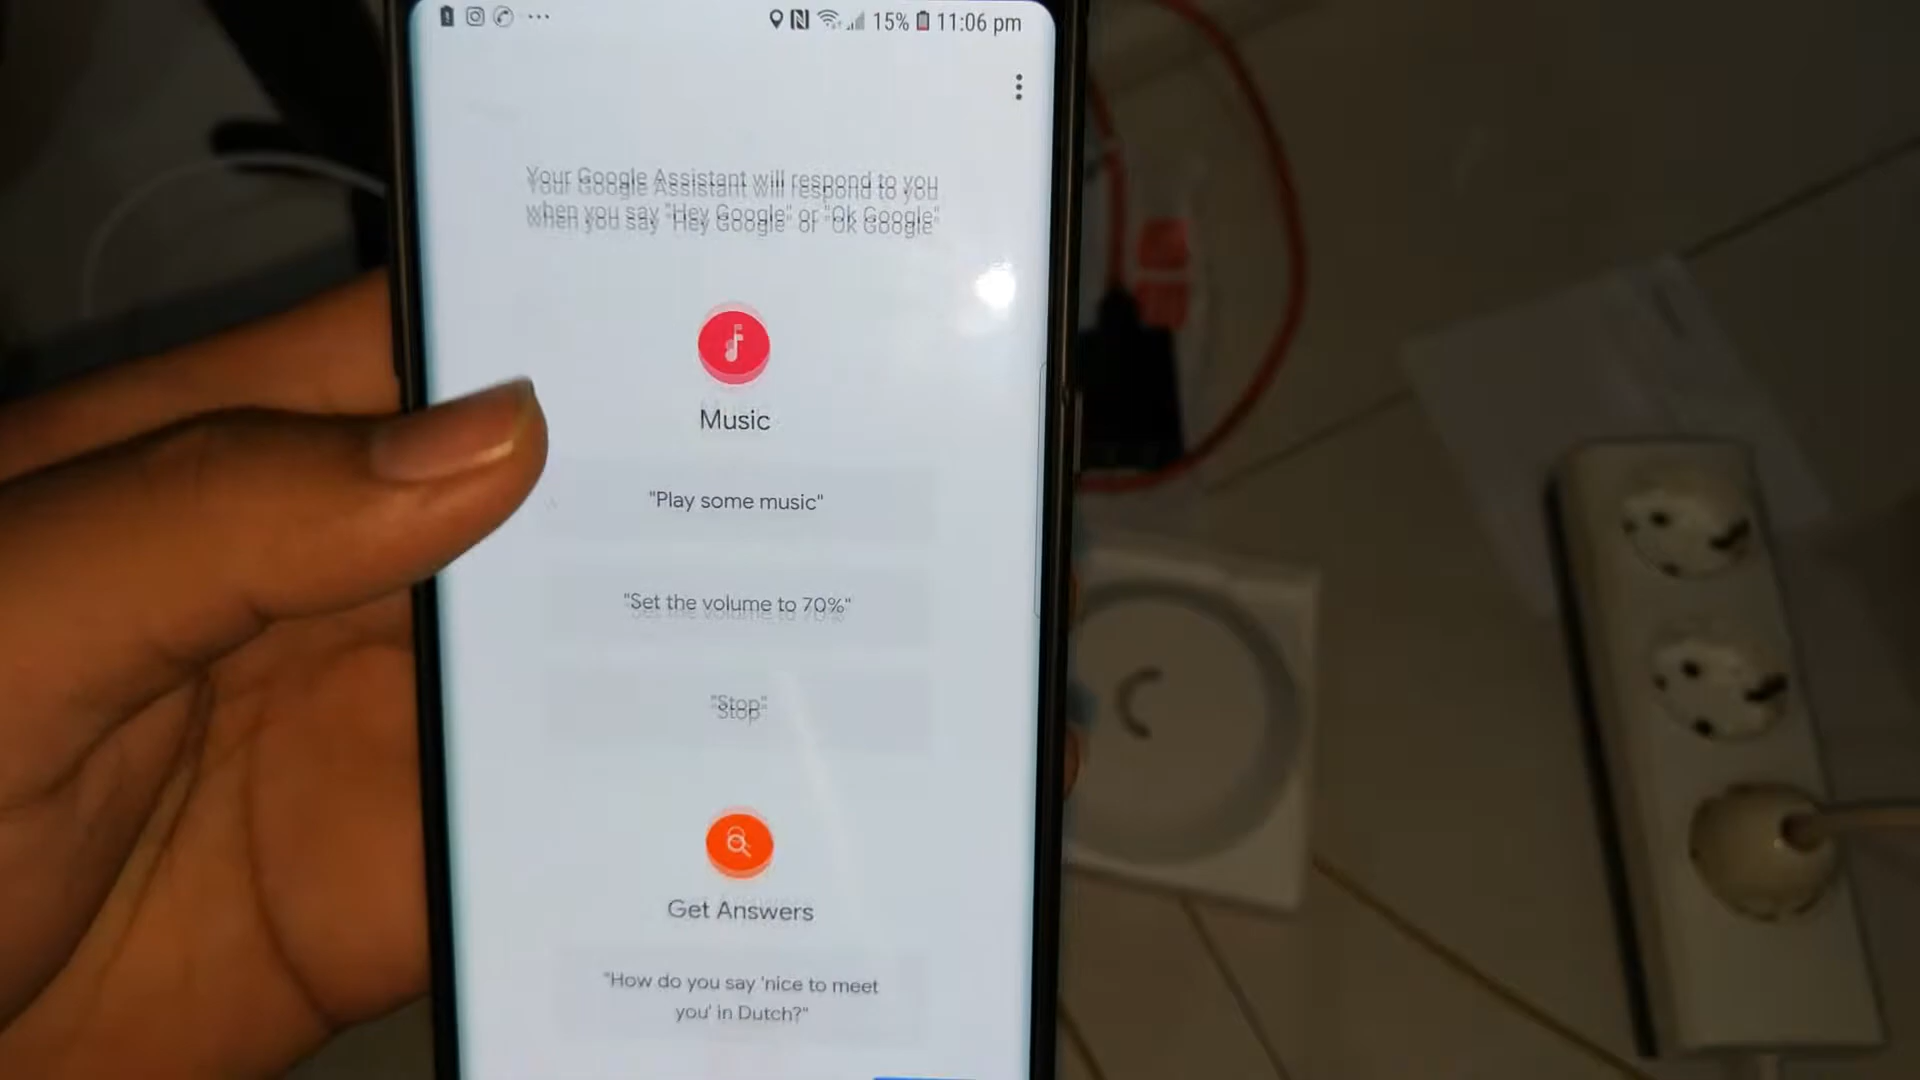 15% 11:06 pm
Your Google Assistant will respond to you
when you say "Hey Google" or "Ok Google"
Music
"Play some music"
"Set the volume to 70%"
"Stop"
Get Answers
"How do you say 'nice to meet
you' in Dutch?"